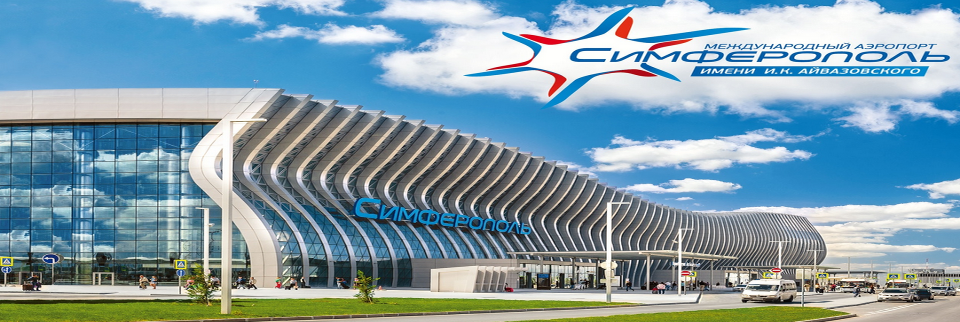 МЕЖДУНАРОДНЫЙ АЭРОПОРТ
СИМФЕРОПОЛЬ
ИМЕНИ И.К. АЙВАЗОВСКОГО
СИМФЕРОПОЛЬ